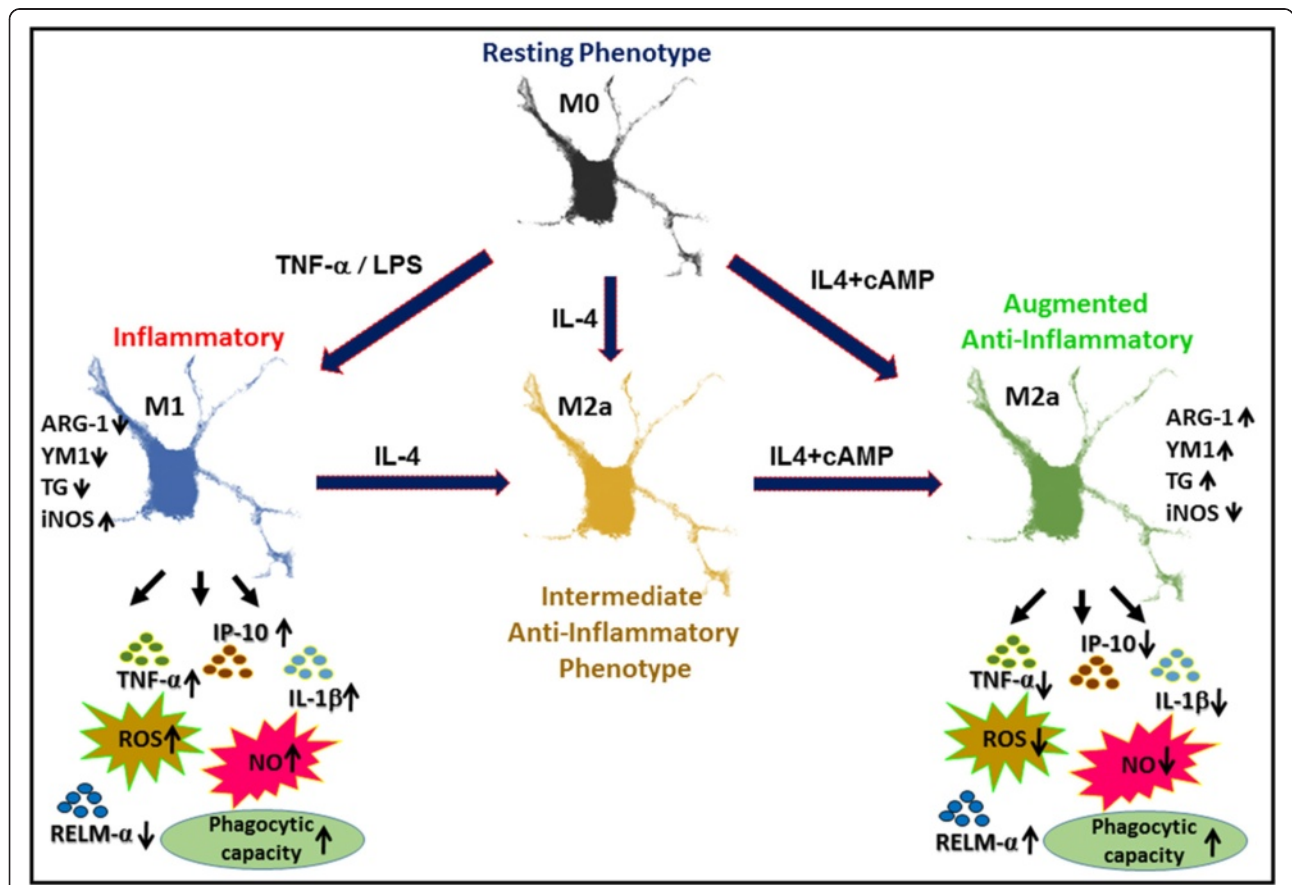 Resting Phenotype
M0
TNF-α / LPS
IL-4
IL4+cAMP
Inflammatory
M1
ARG-1
YM1
TG
iNOS
IL-4
M2a
Intermediate
Anti-Inflammatory
Phenotype
IL4+cAMP
Augmented
Anti-Inflammatory
M2a
ARG-1
YM1
TG
iNOS
IP-10
TNF-α
IL-1β
ROS
NO
RELM-α
Phagocytic
capacity
IP-10
TNF-α
IL-1β
ROS
NO
RELM-α
Phagocytic
capacity